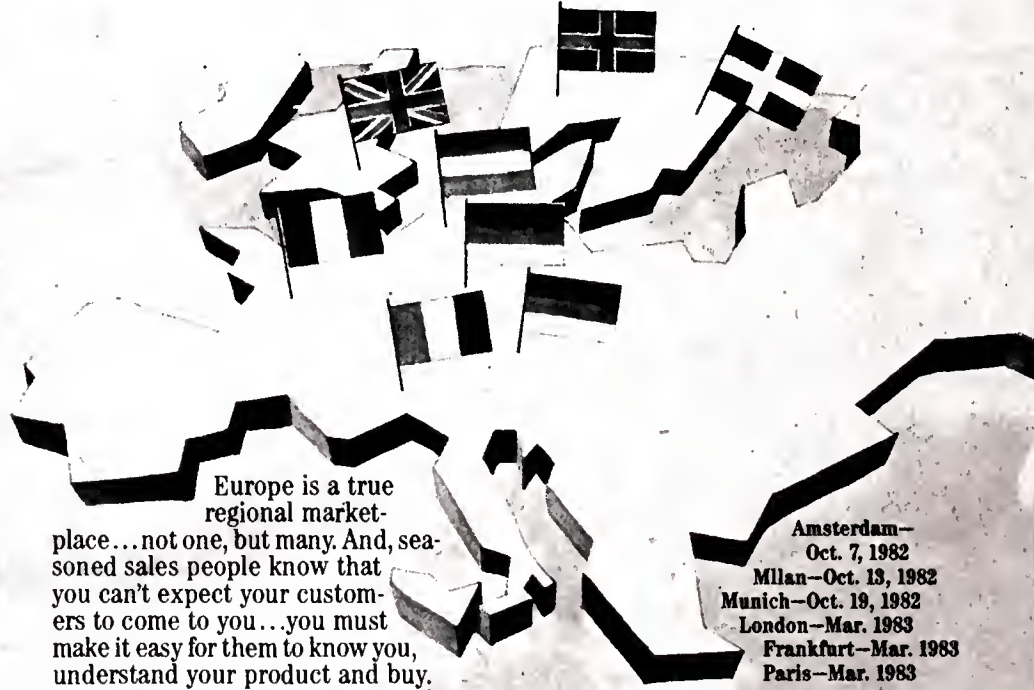 Europe is a true
regional market-
place...not one, but many. And, sea-
soned sales people know that
you can't expect your custom-
ers to come to you...you must
make it easy for them to know you,
understand your product and buy.
Amsterdam–
Oct. 7, 1982
Milan–Oct. 13, 1982
Munich–Oct. 19, 1982
London–Mar. 1983
Frankfurt–Mar. 1983
Paris–Mar. 1983